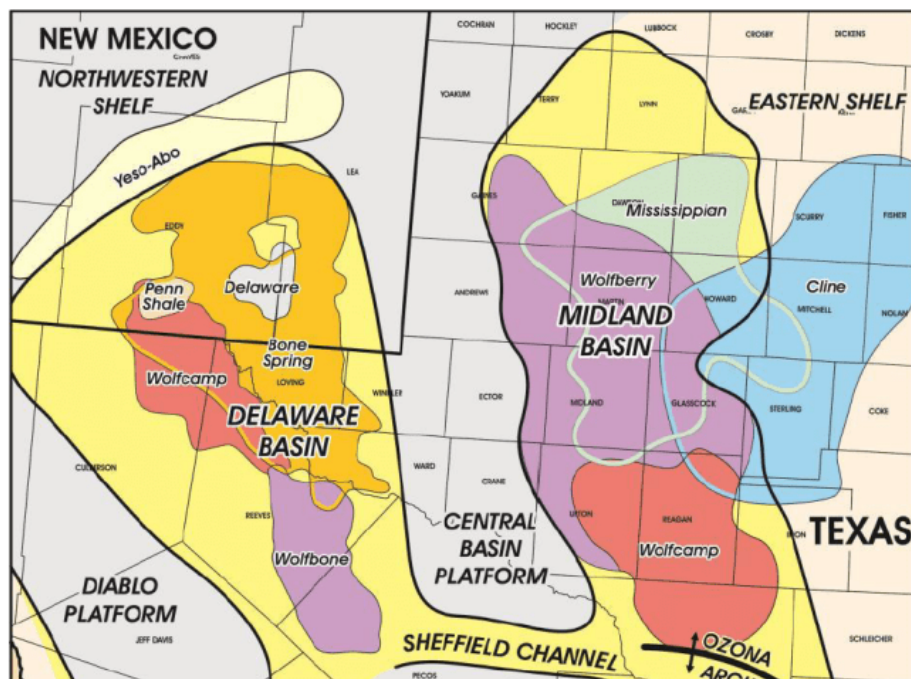 COCHRAN
HOCKLEY
LUBBOCK
CROSBY
DICKENS
NEW MEXICO
NORTHWESTERN
SHELF
YOAKUM
TERRY
LYNN
EASTERN SHELF
Yeso-Abo
LEA
GAINES
DAWSON
Mississippian
SCURRY
FISHER
EDDY
Penn
Shale
Delaware
ANDREWS
Wolfberry
MARTIN
HOWARD
Cline
MITCHELL
NOLAN
MIDLAND
BASIN
Bone
Spring
Wolfcamp
LOVING
WINKLER
ECTOR
MIDLAND
GLASSCOCK
STERLING
COKE
DELAWARE
BASIN
CULBERSON
WARD
CRANE
REEVES
UPTON
REAGAN
IRION
TEXAS
CENTRAL
BASIN
PLATFORM
Wolfcamp
Wolfbone
DIABLO
PLATFORM
JEFF DAVIS
SHEFFIELD CHANNEL
OZONA
SCHLEICHER
PECOS